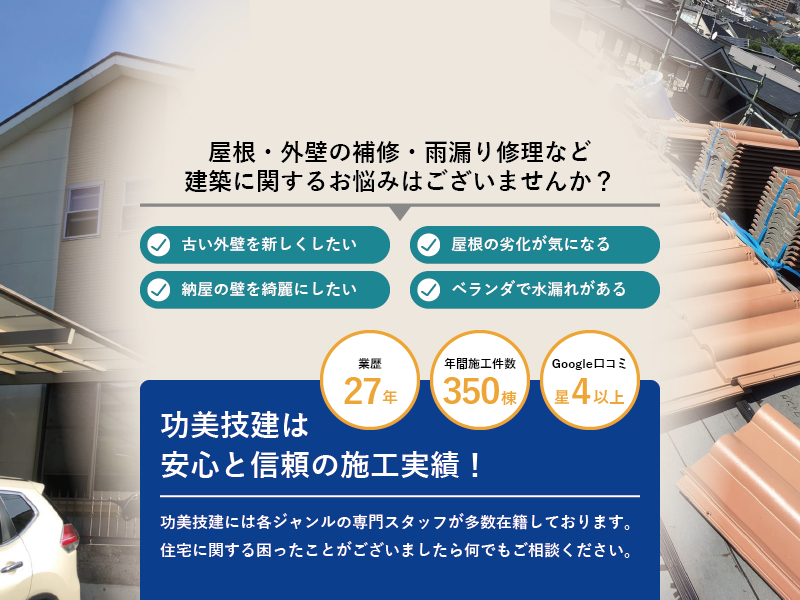 屋根・外壁の補修・雨漏り修理など
建築に関するお悩みはございませんか？
古い外壁を新しくしたい
屋根の劣化が気になる
納屋の壁を綺麗にしたい
ベランダで水漏れがある
業歴
27年
年間施工件数
350棟
Google口コミ
星4以上
功美技建は
安心と信頼の施工実績！
功美技建には各ジャンルの専門スタッフが多数在籍しております。
住宅に関する困ったことがございましたら何でもご相談ください。